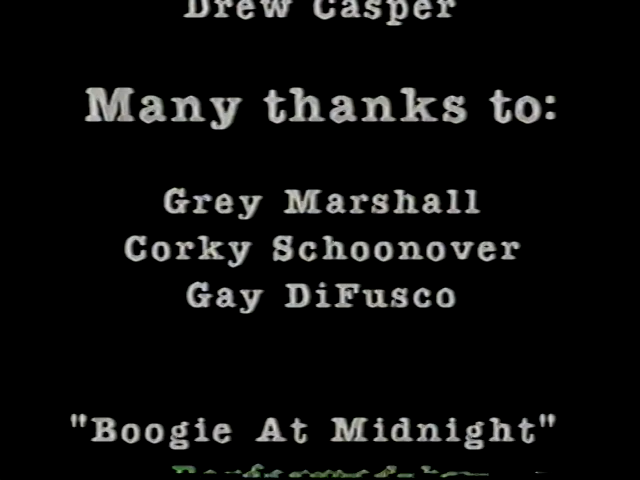 Drew Casper
Many thanks to:
Grey Marshall
Corky Schoonover
Gay DiFusco
"Boogie At Midnight"